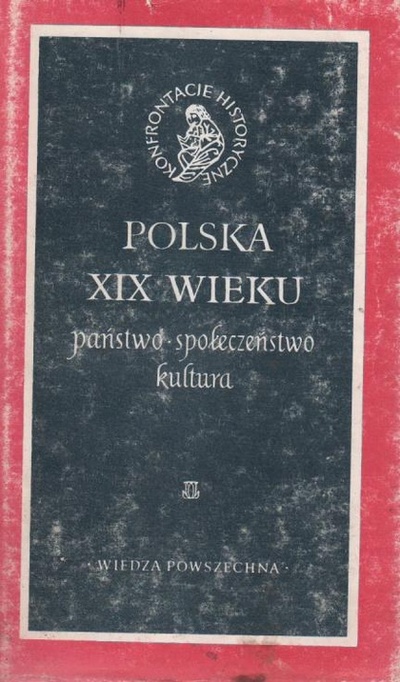 KONFRONTACJE HISTORYCZNE
POLSKA
XIX WIEKU
państwo · społeczeństwo
kultura
· WIEDZA POWSZECHNA ·